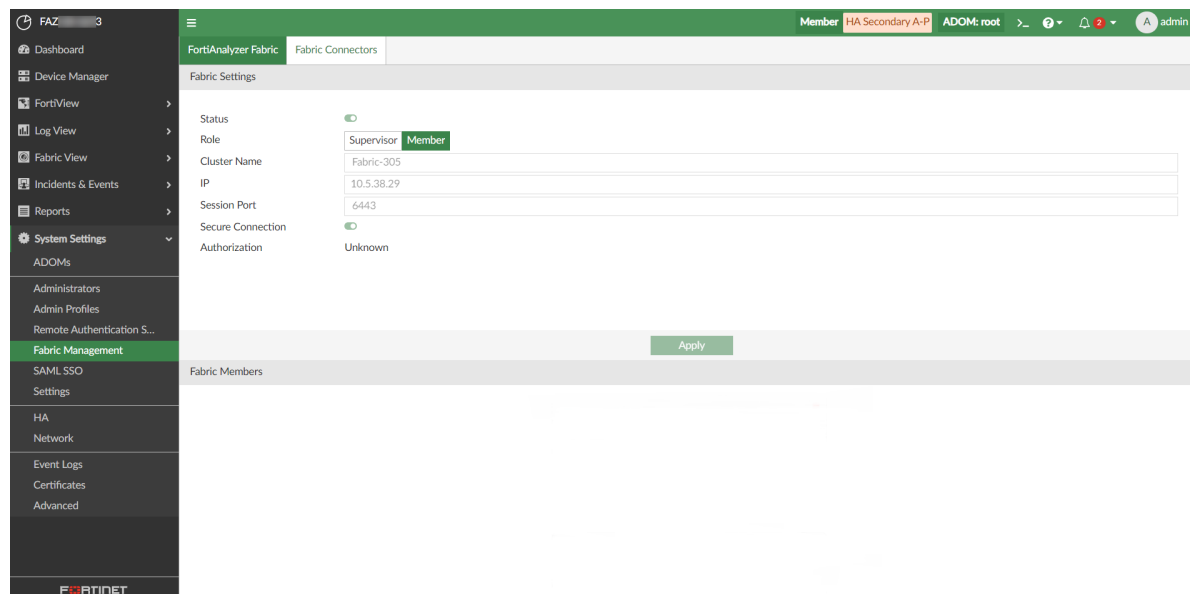 FAZ 3
Member HA Secondary A-P ADOM: root >_ ? 2 A admin
Dashboard
Device Manager
FortiView
Log View
Fabric View
Incidents & Events
Reports
System Settings
ADOMs
Administrators
Admin Profiles
Remote Authentication S...
Fabric Management
SAML SSO
Settings
HA
Network
Event Logs
Certificates
Advanced
FORTINET
FortiAnalyzer Fabric Fabric Connectors
Fabric Settings
Status
Role Supervisor Member
Cluster Name Fabric-305
IP 10.5.38.29
Session Port 6443
Secure Connection
Authorization Unknown
Apply
Fabric Members